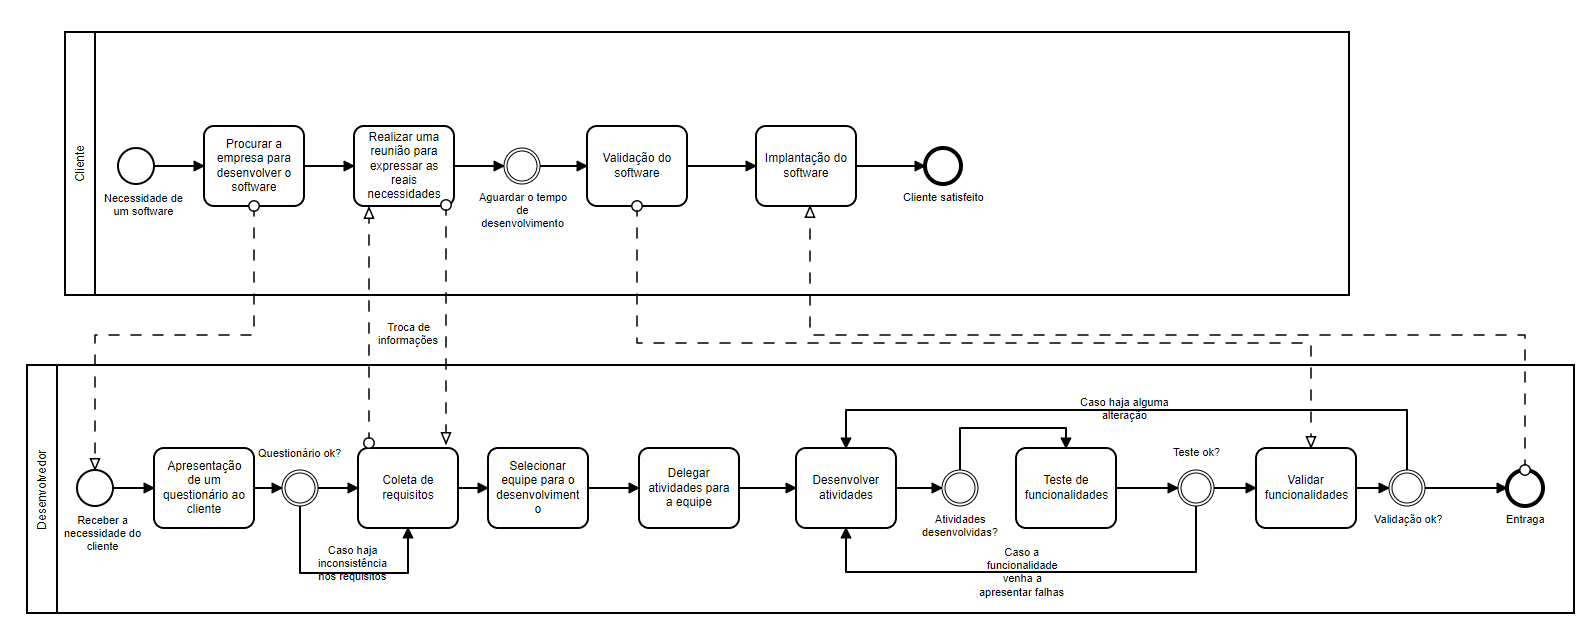 Cliente
Necessidade de
um software
Procurar a
empresa para
desenvolver o
software
Realizar uma
reunião para
expressar as
reais
necessidades
Aguardar o tempo
de
desenvolvimento
Validação do
software
Implantação do
software
Cliente satisfeito
Troca de
informações
Desenvolvedor
Receber a
necessidade do
cliente
Apresentação
de um
questionário ao
cliente
Questionário ok?
Caso haja
inconsistência
nos requisitos
Coleta de
requisitos
Selecionar
equipe para o
desenvolviment
o
Delegar
atividades para
a equipe
Desenvolver
atividades
Atividades
desenvolvidas?
Teste de
funcionalidades
Teste ok?
Caso a
funcionalidade
venha a
apresentar falhas
Caso haja alguma
alteração
Validar
funcionalidades
Validação ok?
Entraga